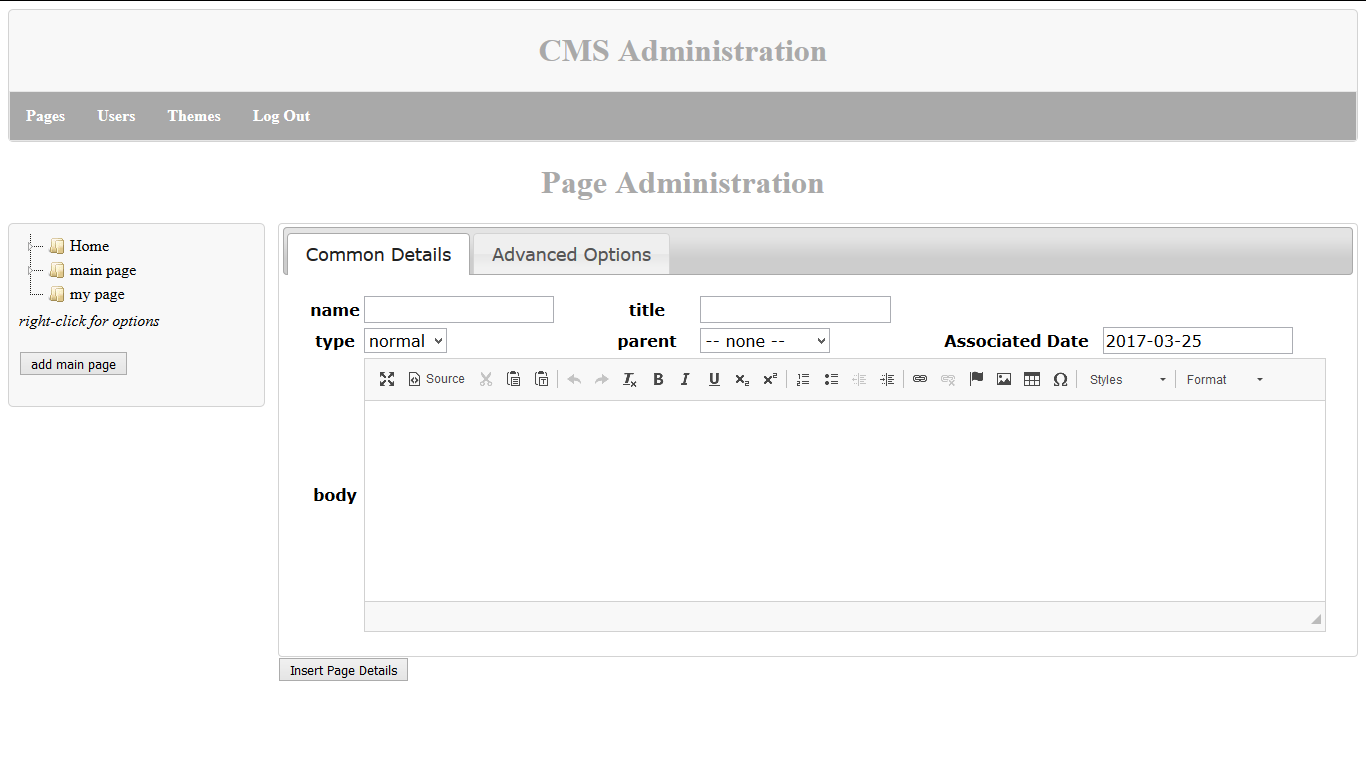 CMS Administration
Pages Users Themes Log Out
Page Administration
Home
main page
my page
right-click for options
add main page
Common Details Advanced Options
name title
type normal parent -- none -- Associated Date 2017-03-25
Source Styles Format
body
Insert Page Details